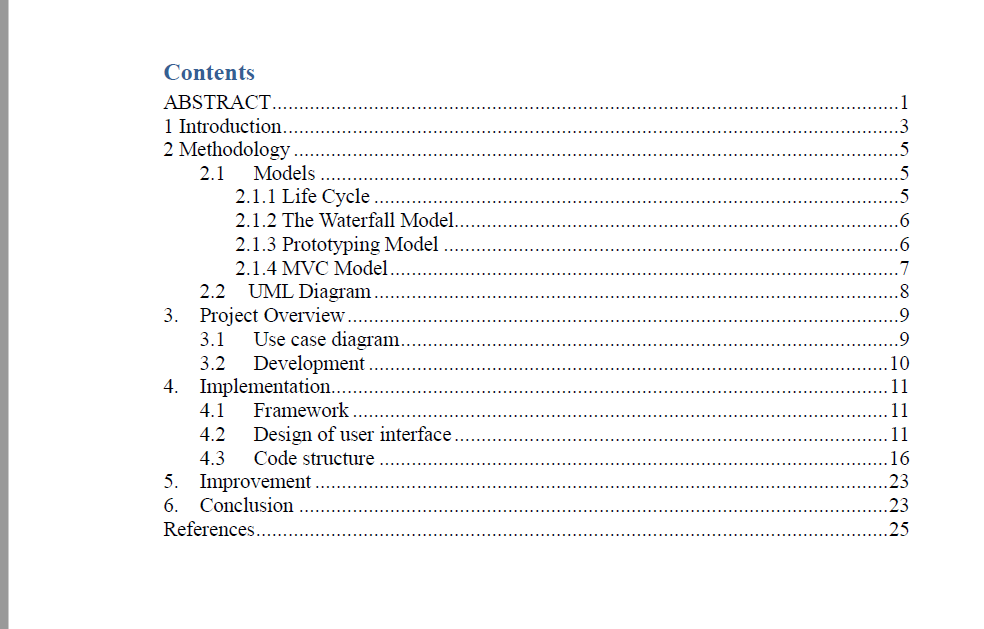 Contents
ABSTRACT....................1
1 Introduction....................3
2 Methodology....................5
2.1 Models....................5
2.1.1 Life Cycle....................5
2.1.2 The Waterfall Model....................6
2.1.3 Prototyping Model....................6
2.1.4 MVC Model....................7
2.2 UML Diagram....................8
3. Project Overview....................9
3.1 Use case diagram....................9
3.2 Development....................10
4. Implementation....................11
4.1 Framework....................11
4.2 Design of user interface....................11
4.3 Code structure....................16
5. Improvement....................23
6. Conclusion....................23
References....................25